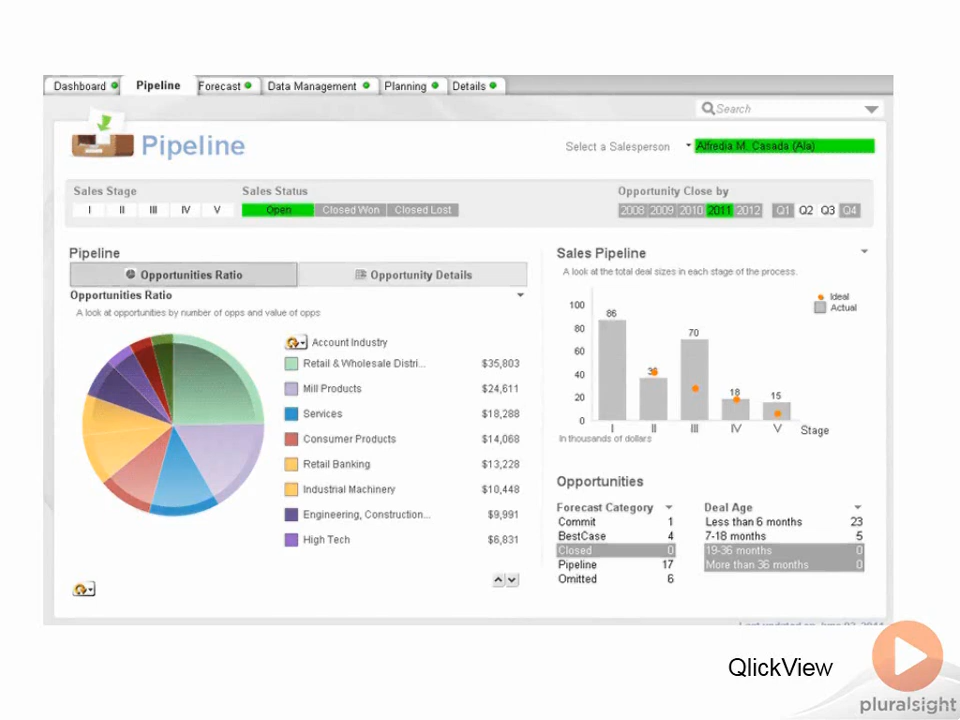 Dashboard Pipeline Forecast Data Management Planning Details
Search
Pipeline
Select a Salesperson Alfredia M. Casada (Ala)
Sales Stage Sales Status Opportunity Close by
I II III IV V Open Closed Won Closed Lost 2008 2009 2010 2011 2012 Q1 Q2 Q3 Q4
Pipeline
Opportunities Ratio Opportunity Details
Opportunities Ratio
A look at opportunities by number of opps and value of opps
Account Industry
Retail & Wholesale Distri... $35,803
Mill Products $24,611
Services $18,288
Consumer Products $14,068
Retail Banking $13,228
Industrial Machinery $10,448
Engineering, Construction... $9,991
High Tech $6,831
Sales Pipeline
A look at the total deal sizes in each stage of the process.
Ideal
Actual
100
80
60
40
20
0
86
70
18
15
I II III IV V Stage
In thousands of dollars
Opportunities
Forecast Category Deal Age
Commit 1 Less than 6 months 23
BestCase 4 7-18 months 5
Closed 0 19-36 months 0
Pipeline 17 More than 36 months 0
Omitted 6
Last updated on
QlickView
pluralsight